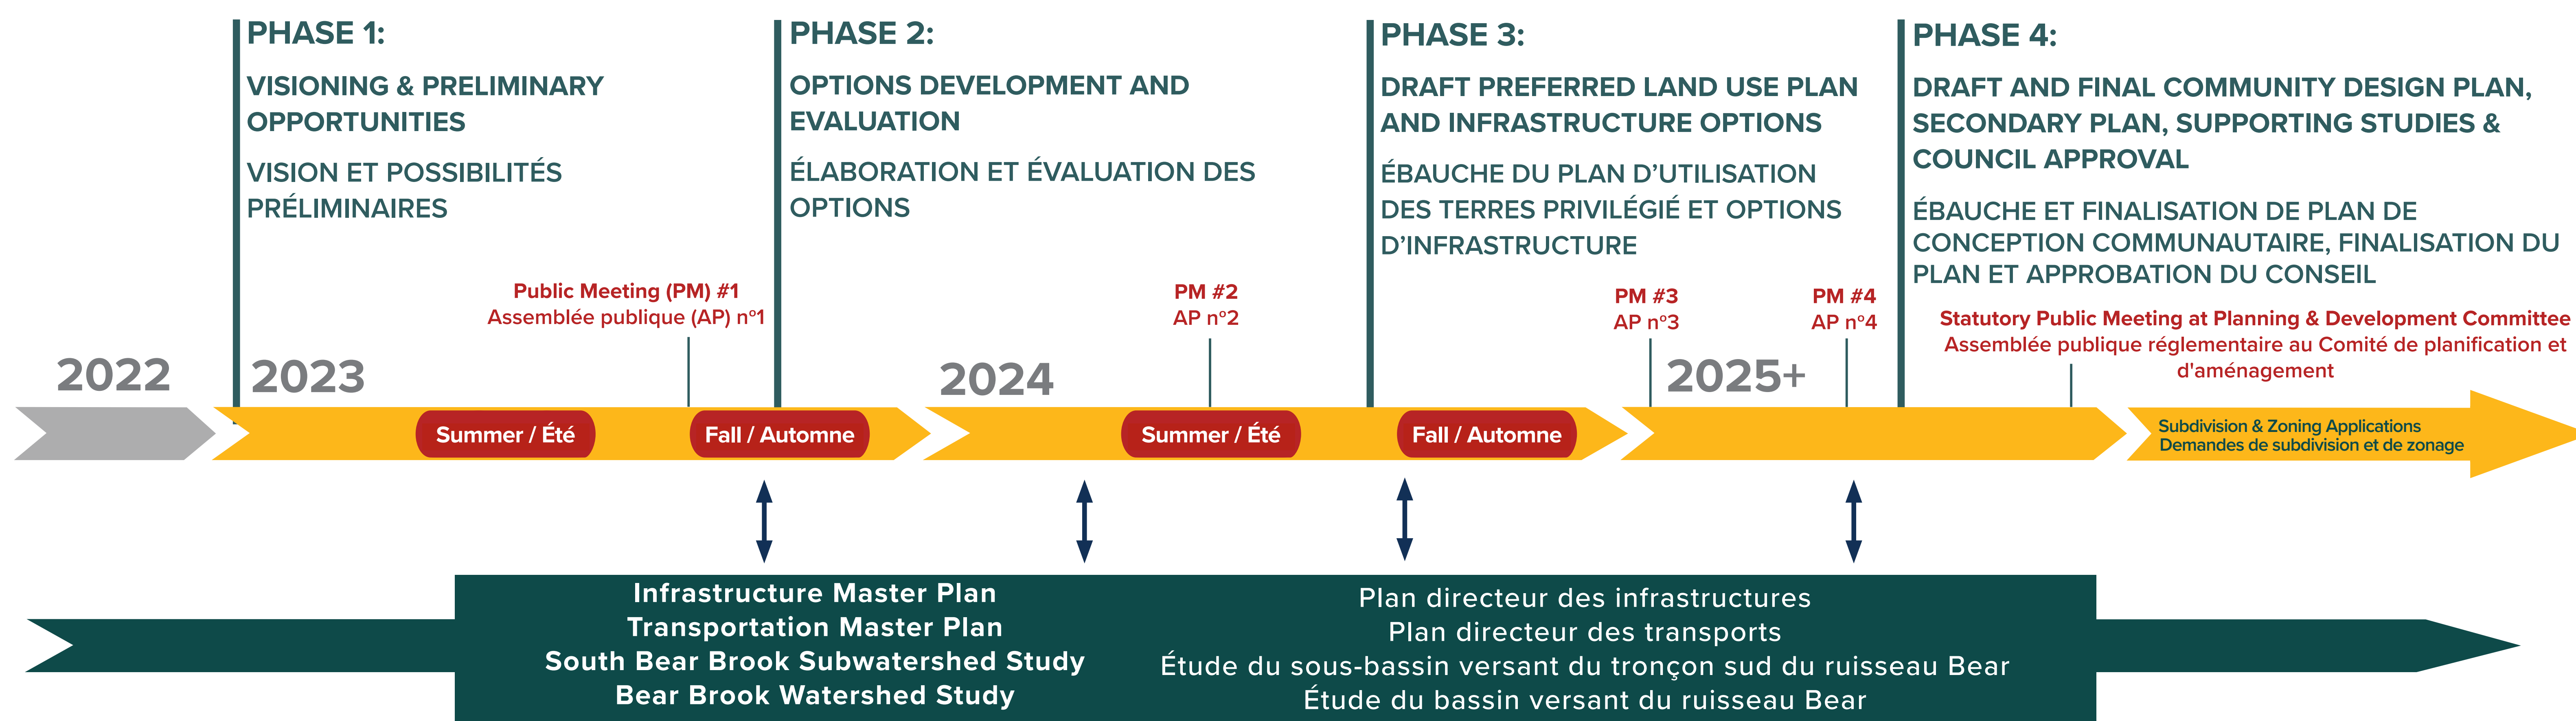 PHASE 1:
VISIONING & PRELIMINARY
OPPORTUNITIES
VISION ET POSSIBILITÉS
PRÉLIMINAIRES
PHASE 2:
OPTIONS DEVELOPMENT AND
EVALUATION
ÉLABORATION ET ÉVALUATION DES
OPTIONS
PHASE 3:
DRAFT PREFERRED LAND USE PLAN
AND INFRASTRUCTURE OPTIONS
ÉBAUCHE DU PLAN D’UTILISATION
DES TERRES PRIVILÉGIÉ ET OPTIONS
D’INFRASTRUCTURE
PHASE 4:
DRAFT AND FINAL COMMUNITY DESIGN PLAN,
SECONDARY PLAN, SUPPORTING STUDIES &
COUNCIL APPROVAL
ÉBAUCHE ET FINALISATION DE PLAN DE
CONCEPTION COMMUNAUTAIRE, FINALISATION DU
PLAN ET APPROBATION DU CONSEIL
Public Meeting (PM) #1
Assemblée publique (AP) nº1
PM #2
AP nº2
PM #3
AP nº3
PM #4
AP nº4
Statutory Public Meeting at Planning & Development Committee
Assemblée publique réglementaire au Comité de planification et
d'aménagement
2022
2023
2024
2025+
Summer / Été
Fall / Automne
Summer / Été
Fall / Automne
Subdivision & Zoning Applications
Demandes de subdivision et de zonage
Infrastructure Master Plan
Transportation Master Plan
South Bear Brook Subwatershed Study
Bear Brook Watershed Study
Plan directeur des infrastructures
Plan directeur des transports
Étude du sous-bassin versant du tronçon sud du ruisseau Bear
Étude du bassin versant du ruisseau Bear